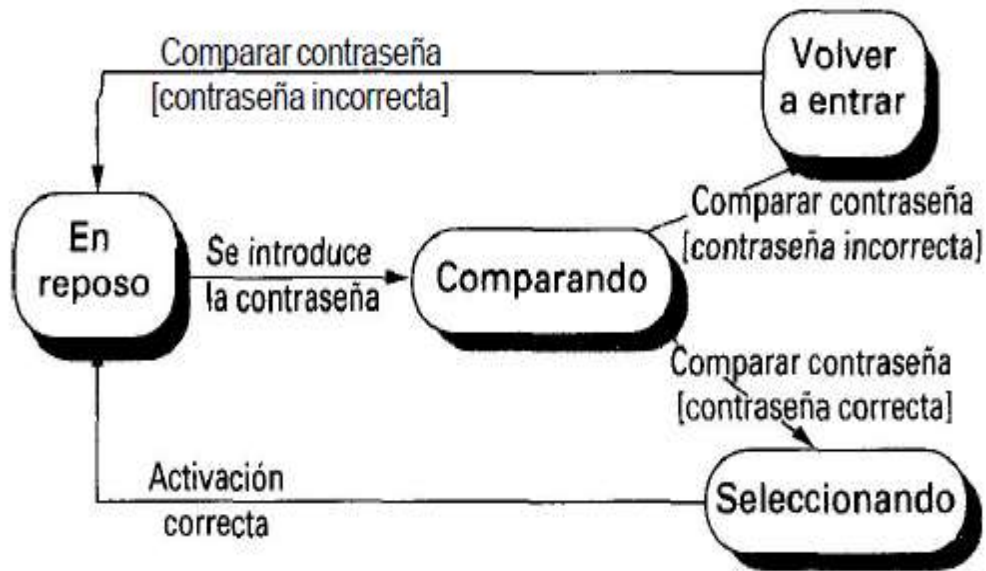 Comparar contraseña
[contraseña incorrecta]
Volver
a entrar
En
reposo
Se introduce
la contraseña
Comparando
Comparar contraseña
[contraseña incorrecta]
Comparar contraseña
[contraseña correcta]
Activación
correcta
Seleccionando